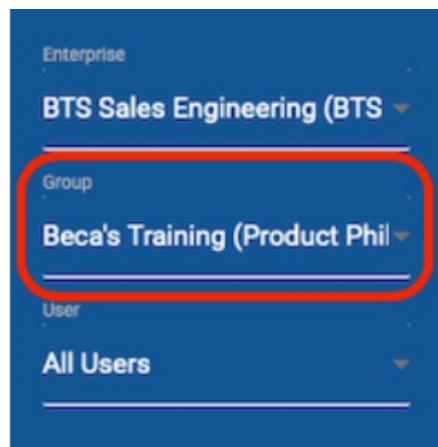 Enterprise
BTS Sales Engineering (BTS
Group
Beca's Training (Product Phil
User
All Users